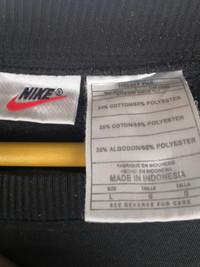 NIKE®
35% COTTON/65% POLYESTER
35% COTON/65% POLYESTER
35% ALGODON/65% POLYESTER
FABRIQUE EN INDONESIE
HECHO EN INDONESIA
MADE IN INDONESIA
SIZE TAILLE TALLA
L G G
SEE REVERSE FOR CARE